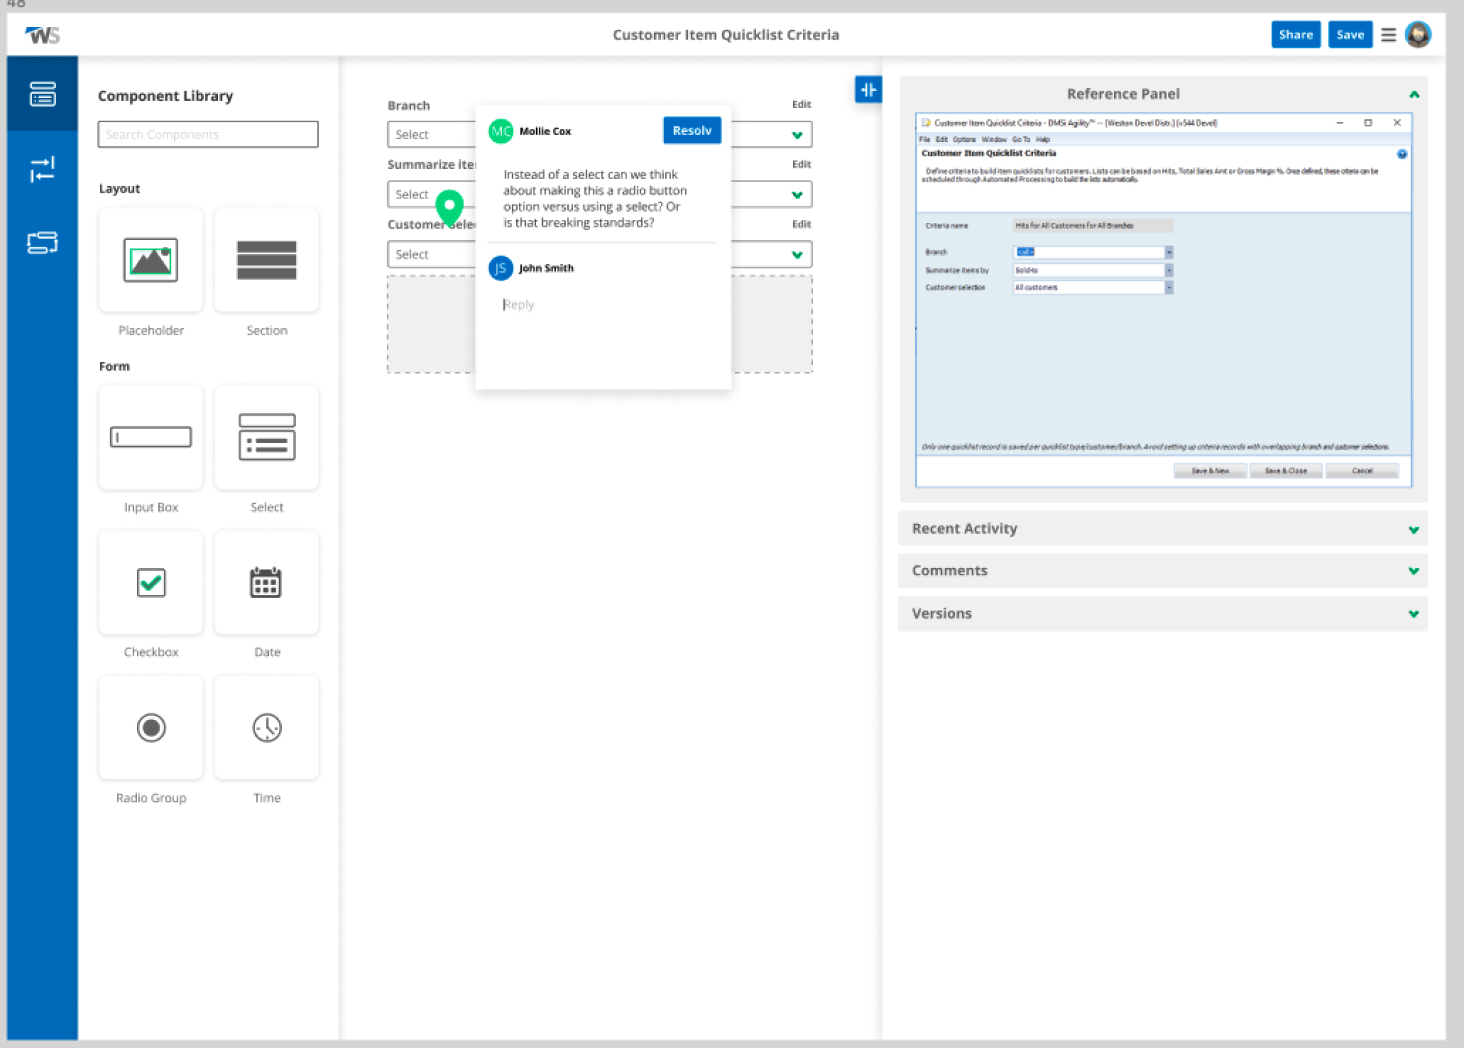 48
WS
Customer Item Quicklist Criteria
Share
Save
Component Library
Search Components
Layout
Placeholder
Section
Form
Input Box
Select
Checkbox
Date
Radio Group
Time
Branch
Edit
Select
Summarize ite
Edit
Select
Customer Sele
Edit
Select
MC
Mollie Cox
Resolv
Instead of a select can we think
about making this a radio button
option versus using a select? Or
is that breaking standards?
JS
John Smith
Reply
Reference Panel
Customer Item Quicklist Criteria - DMSi Agility™ -- [Weston Devel Distr.] [v544 Devel]
File Edit Options Window Go To Help
Customer Item Quicklist Criteria
Define criteria to build item quicklists for customers. Lists can be based on Hits, Total Sales Amt or Gross Margin %. Once defined, these criteria can be
scheduled through Automated Processing to build the lists automatically.
Criteria name
Hits for All Customers for All Branches
Branch
<all>
Summarize items by
Sold-to
Customer selection
All customers
Only one quicklist record is saved per quicklist type/customer/branch. Avoid setting up criteria records with overlapping branch and customer selections.
Save & New
Save & Close
Cancel
Recent Activity
Comments
Versions